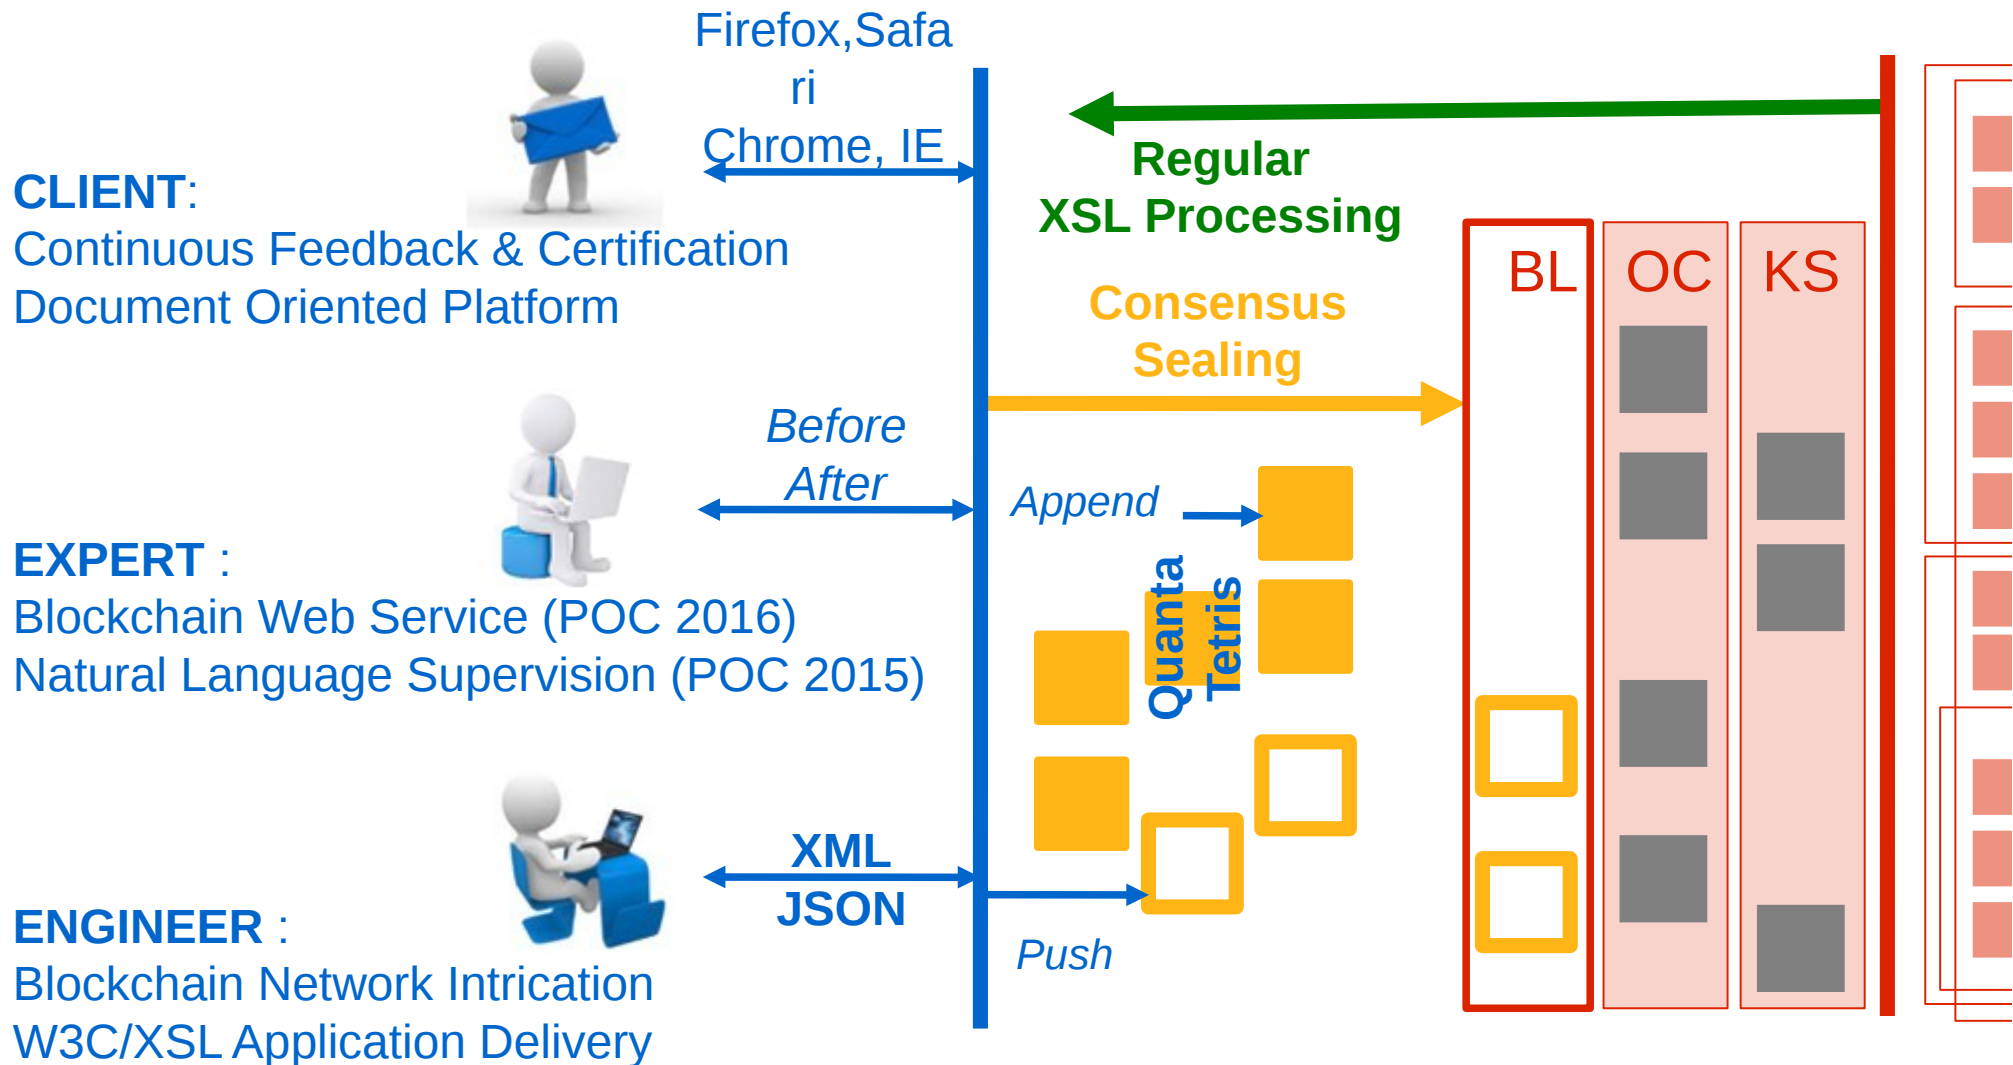 Firefox,Safa
ri
Chrome, IE
CLIENT:
Continuous Feedback & Certification
Document Oriented Platform
Regular
XSL Processing
Consensus
Sealing
BL
OC
KS
Before
After
Append
Quanta
Tetris
EXPERT :
Blockchain Web Service (POC 2016)
Natural Language Supervision (POC 2015)
XML
JSON
Push
ENGINEER :
Blockchain Network Intrication
W3C/XSL Application Delivery